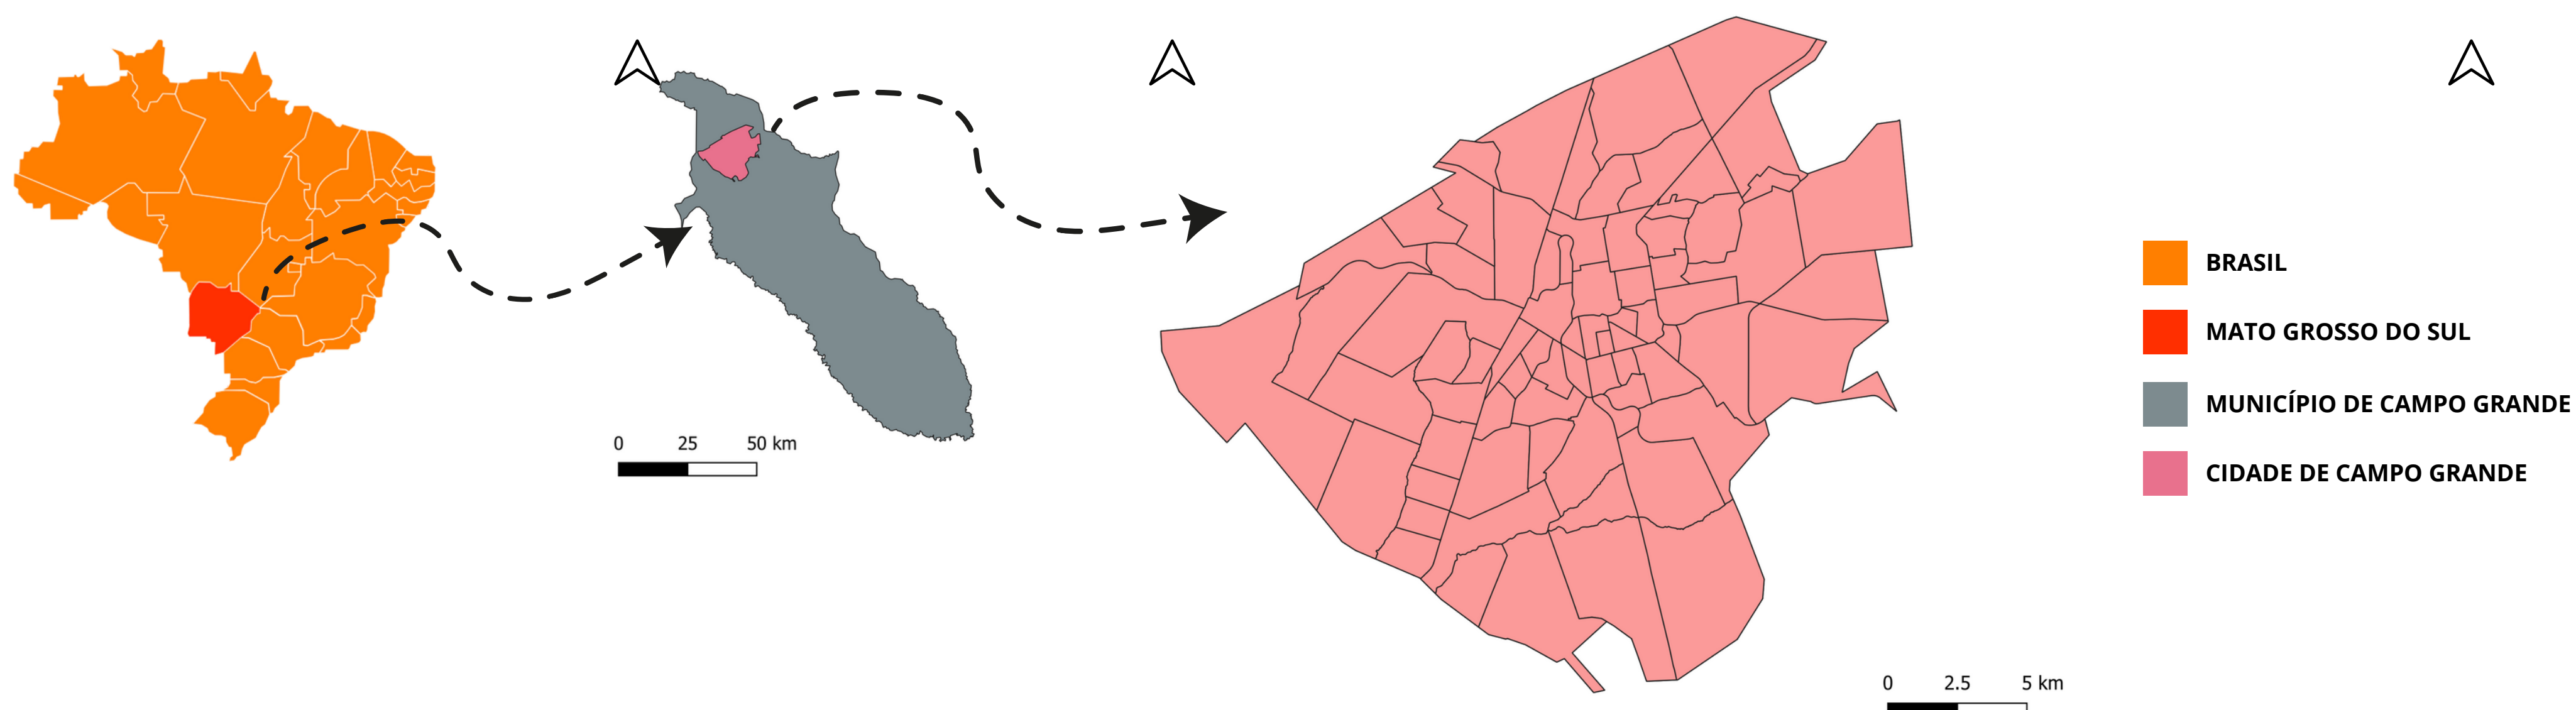 0 25 50 km
0 2.5 5 km
BRASIL
MATO GROSSO DO SUL
MUNICÍPIO DE CAMPO GRANDE
CIDADE DE CAMPO GRANDE